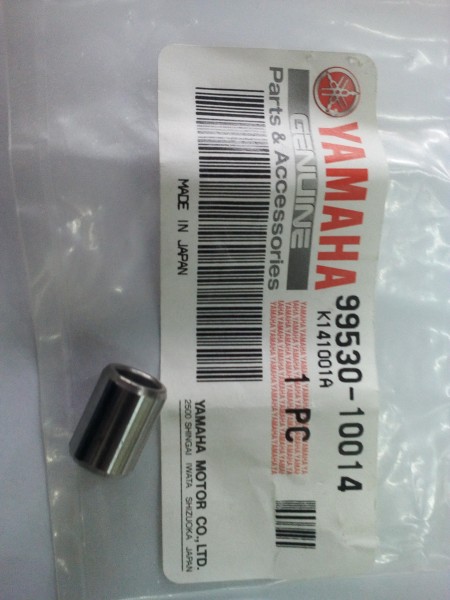 YAMAHA
GENUINE
Parts & Accessories
MADE IN JAPAN
99530-10014
K141001A
1 PC
YAMAHA MOTOR CO., LTD.
2500 SHINGAI IWATA SHIZUOKA JAPAN